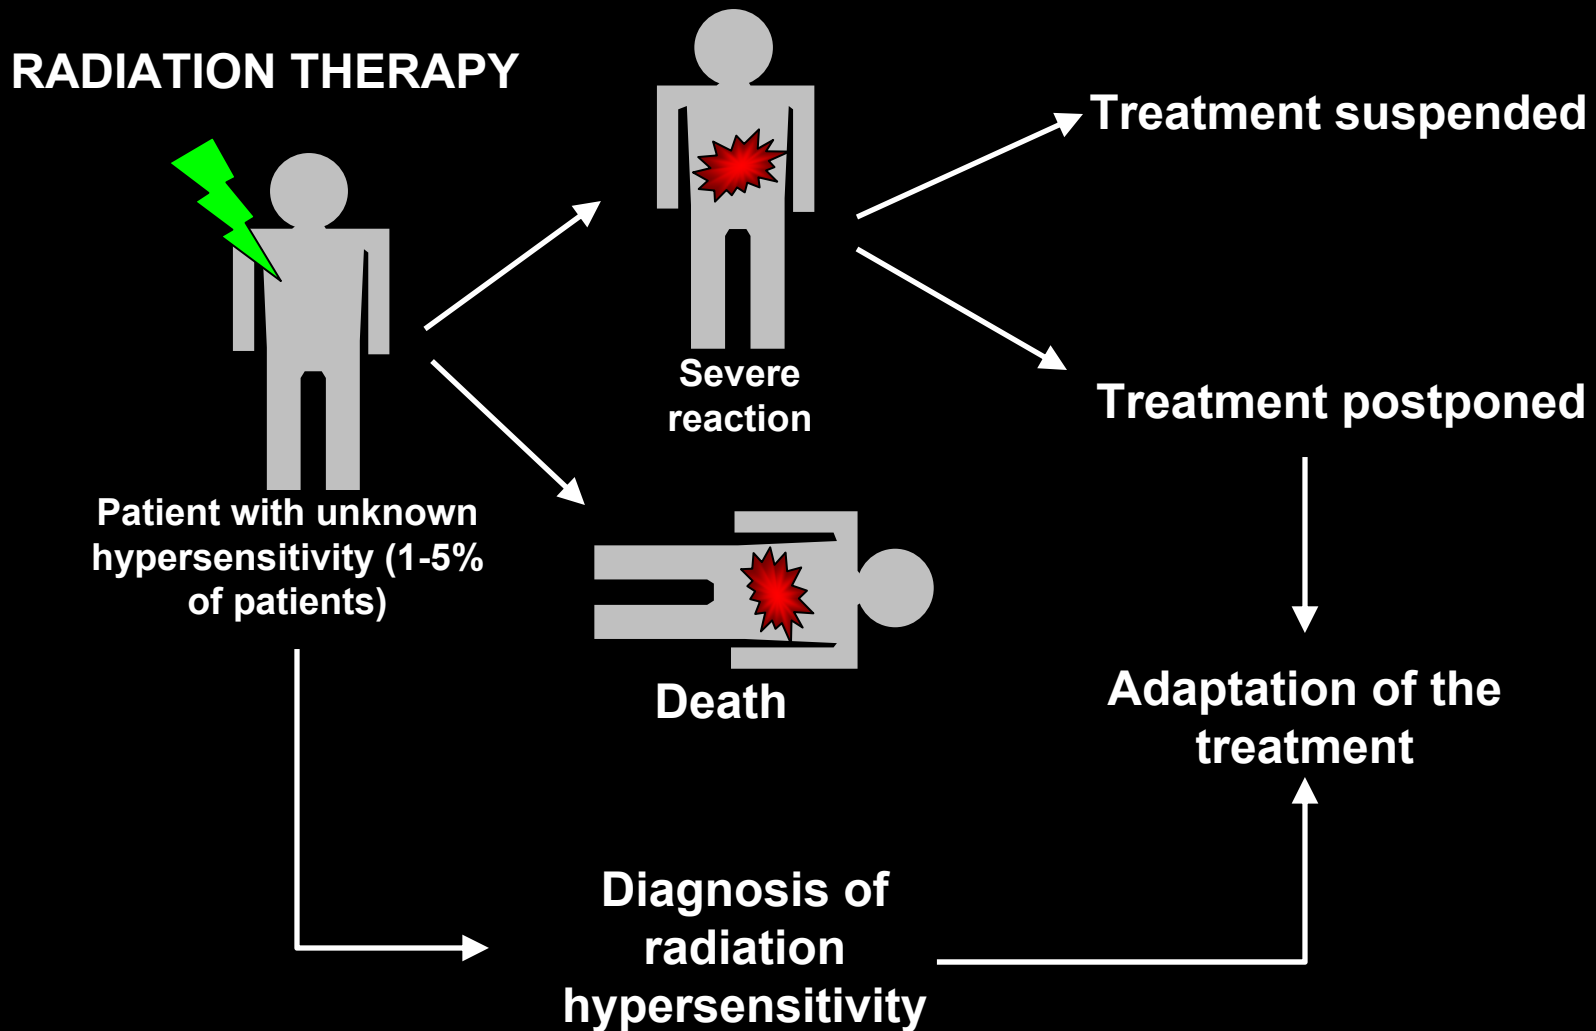 RADIATION THERAPY
Treatment suspended
Severe
reaction
Treatment postponed
Patient with unknown
hypersensitivity (1-5%
of patients)
Death
Adaptation of the
treatment
Diagnosis of
radiation
hypersensitivity